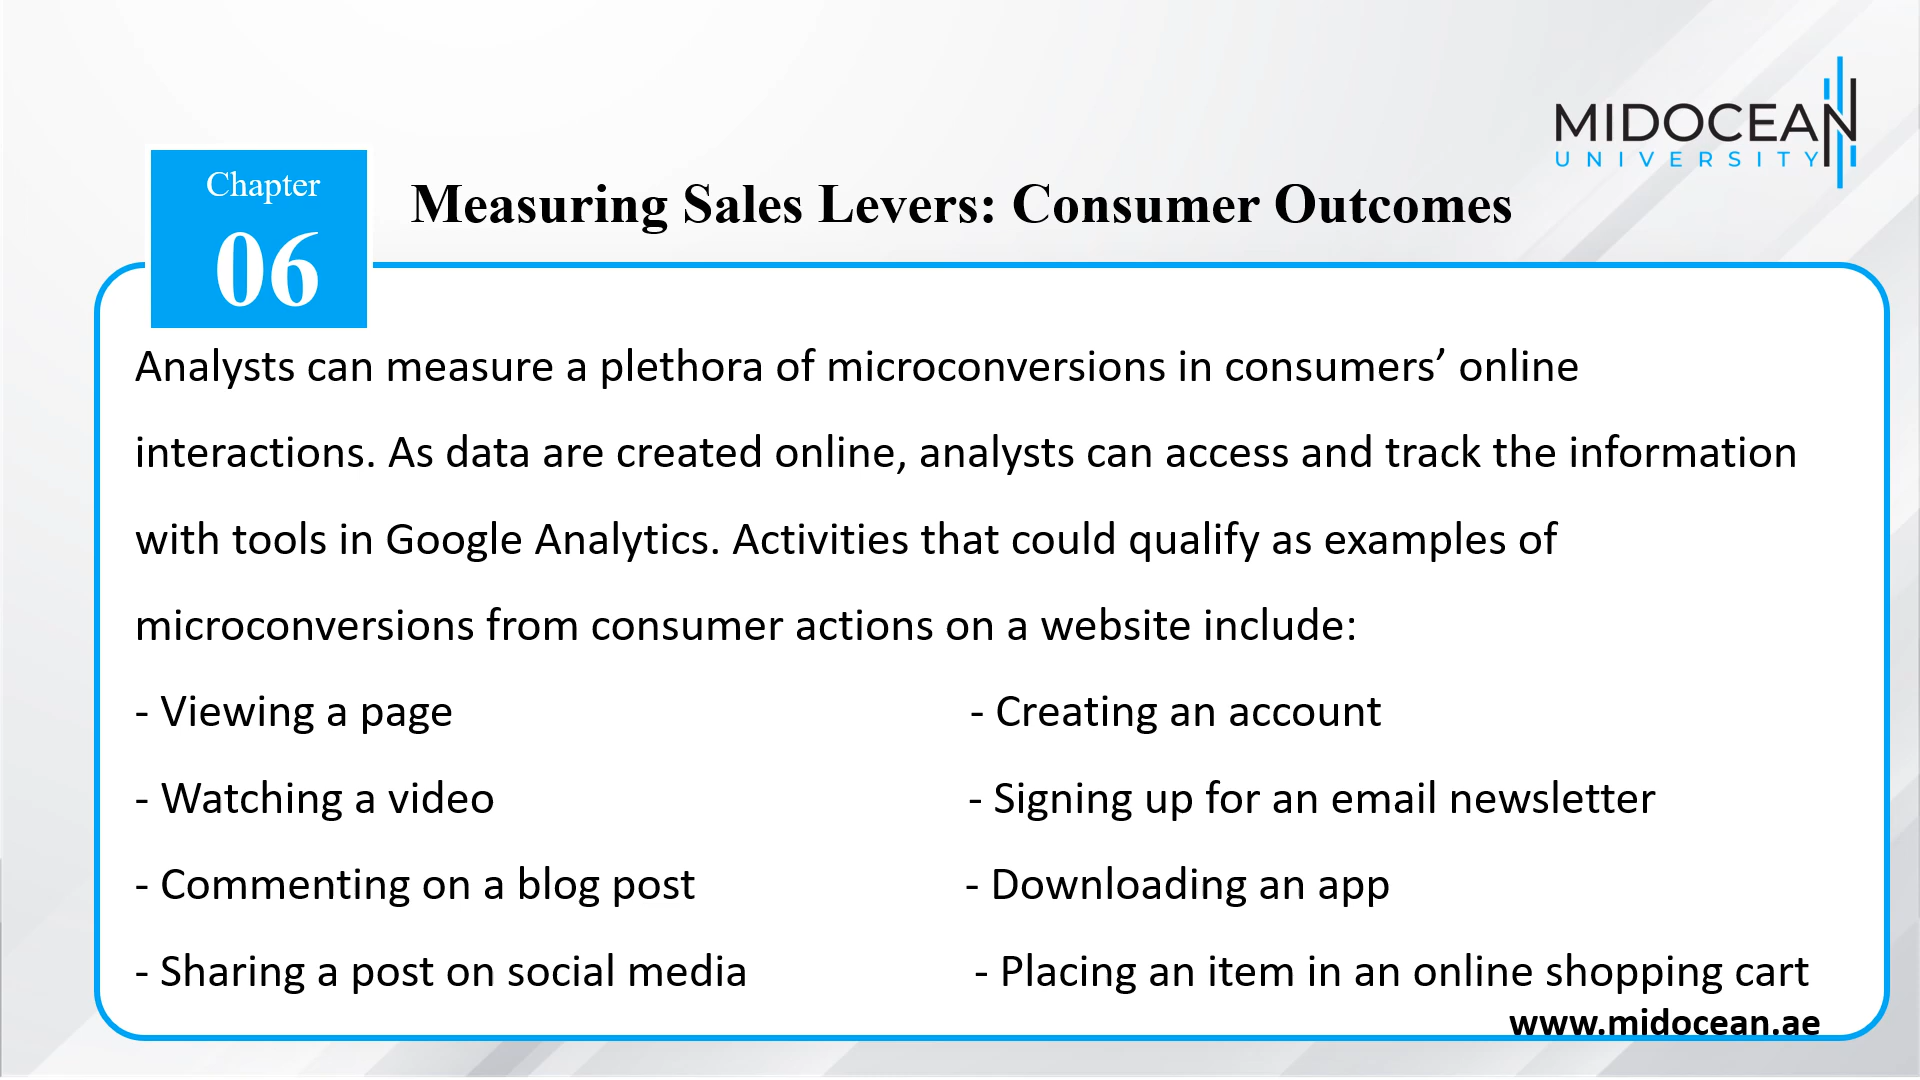 MIDOCEAN
UNIVERSITY
Chapter
06
Measuring Sales Levers: Consumer Outcomes
Analysts can measure a plethora of microconversions in consumers’ online
interactions. As data are created online, analysts can access and track the information
with tools in Google Analytics. Activities that could qualify as examples of
microconversions from consumer actions on a website include:
- Viewing a page - Creating an account
- Watching a video - Signing up for an email newsletter
- Commenting on a blog post - Downloading an app
- Sharing a post on social media - Placing an item in an online shopping cart
www.midocean.ae